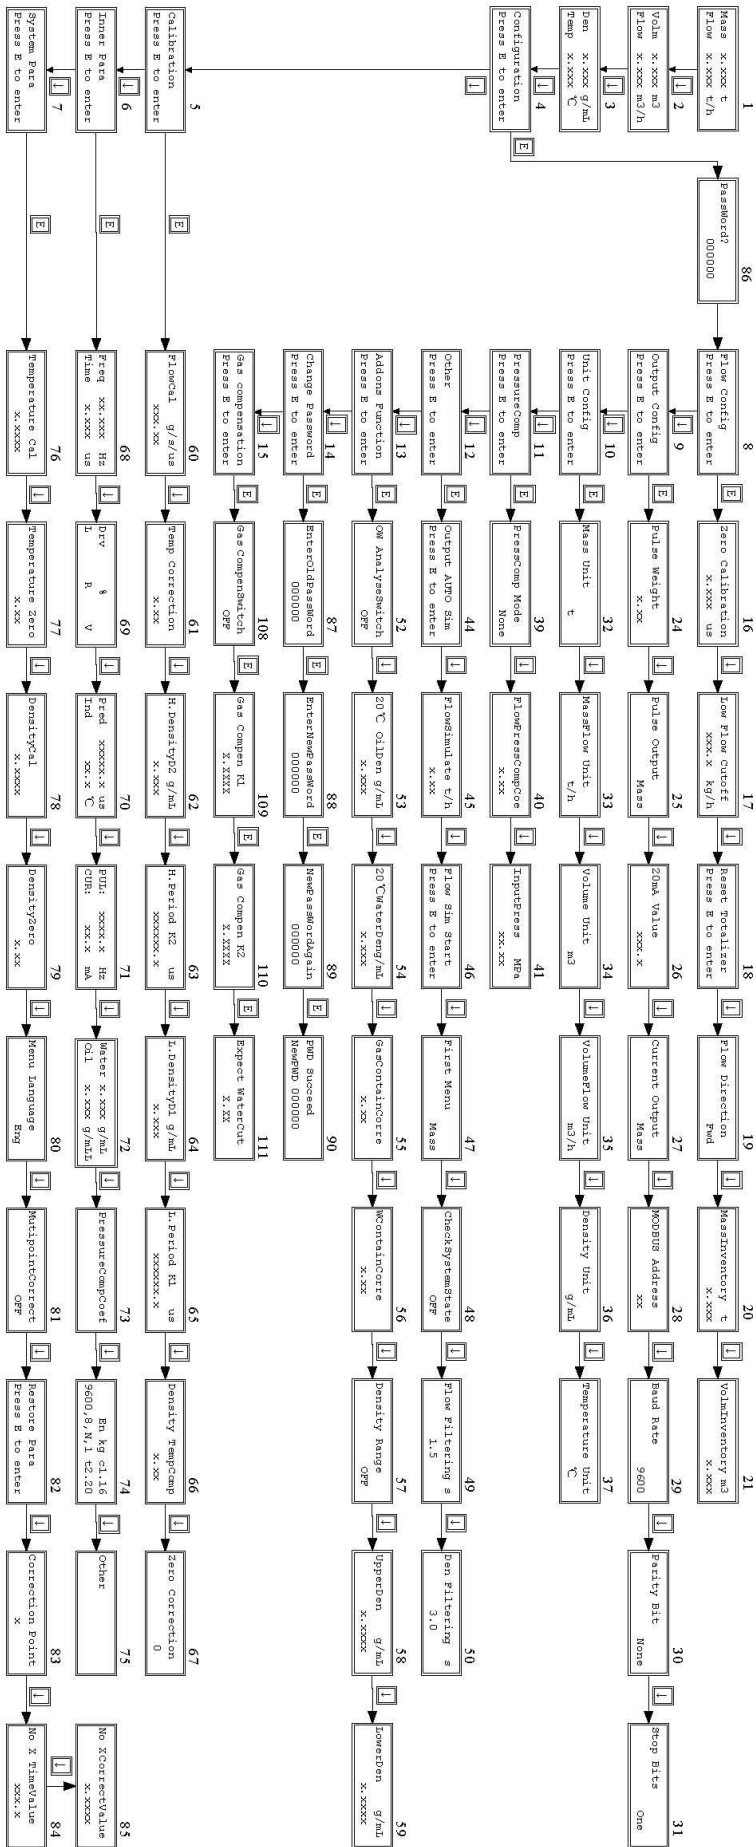 1
Mass x.xxx t
Flow x.xxx t/h
↓
2
Volm x.xxx m3
Flow x.xxx m3/h
↓
3
Den x.xxx g/mL
Temp x.xxx ℃
↓
4
Configuration
Press E to enter
↓
5
Calibration
Press E to enter
↓
6
Inner Para
Press E to enter
↓
7
System Para
Press E to enter
E
86
PassWord?
000000
8
Flow Config
Press E to enter
E
16
Zero Calibration
x.xxx us
↓
17
Low Flow Cutoff
xxx.x kg/h
↓
18
Reset Totalizer
Press E to enter
↓
19
Flow Direction
Fwd
↓
20
MassInventory t
x.xxx
↓
21
VolmInventory m3
x.xxx
↓
9
Output Config
Press E to enter
E
24
Pulse Weight
x.xx
↓
25
Pulse Output
Mass
↓
26
20mA Value
xxx.x
↓
27
Current Output
Mass
↓
28
MODBUS Address
xx
↓
29
Baud Rate
9600
↓
30
Parity Bit
None
↓
31
Stop Bits
One
↓
10
Unit Config
Press E to enter
E
32
Mass Unit
t
↓
33
MassFlow Unit
t/h
↓
34
Volume Unit
m3
↓
35
VolumeFlow Unit
m3/h
↓
36
Density Unit
g/mL
↓
37
Temperature Unit
℃
↓
11
PressureComp
Press E to enter
E
39
PressComp Mode
None
↓
40
FlowPressCompCoe
x.xx
↓
41
InputPress MPa
xx.xx
↓
12
Other
Press E to enter
E
44
Output AUTO Sim
Press E to enter
↓
45
FlowSimulate t/h
x.xx
↓
46
Flow Sim Start
Press E to enter
↓
47
First Menu
Mass
↓
48
CheckSystemState
OFF
↓
49
Flow Filtering s
1.5
↓
50
Den Filtering s
3.0
↓
13
Addons Function
Press E to enter
E
52
OW AnalyseSwitch
OFF
↓
53
20℃ OilDen g/mL
x.xxx
↓
54
20℃WaterDeng/mL
x.xxx
↓
55
GasContainCorre
x.xx
↓
56
WContainCorre
x.xx
↓
57
Density Range
OFF
↓
58
UpperDen g/mL
x.xxxx
↓
59
LowerDen g/mL
x.xxxx
↓
14
Change Password
Press E to enter
E
87
EnterOldPassWord
000000
E
88
EnterNewPassWord
000000
E
89
NewPassWordAgain
000000
E
90
PWD Succeed
NewPWD 000000
↓
15
Gas compensation
Press E to enter
E
108
Gas CompenSwitch
OFF
E
109
Gas Compen K1
X.XXXX
E
110
Gas Compen K2
X.XXXX
E
111
Expect WaterCut
X.XX
E
60
FlowCal g/s/us
xxx.xx
↓
61
Temp Correction
x.xx
↓
62
H.DensityD2 g/mL
x.xxx
↓
63
H.Period K2 us
xxxxxx.x
↓
64
L.DensityD1 g/mL
x.xxx
↓
65
L.Period K1 us
xxxxxx.x
↓
66
Density TempComp
x.xx
↓
67
Zero Correction
0
E
68
Freq xx.xxx Hz
Time x.xxx us
↓
69
Drv %
L R V
↓
70
Pred xxxxx.x us
Ind xx.x ℃
↓
71
PUL: xxxx.x Hz
CUR: xx.x mA
↓
72
Water x.xxx g/mL
Oil x.xxx g/mLL
↓
73
PressureCompCoef
↓
74
En kg c1.16
9600,8,N,1 t2.20
↓
75
Other
E
76
Temperature Cal
x.xxxx
↓
77
Temperature Zero
x.xx
↓
78
DensityCal
x.xxxx
↓
79
DensityZero
x.xx
↓
80
Menu Language
Eng
↓
81
MutipointCorrect
OFF
↓
82
Restore Para
Press E to enter
↓
83
Correction Point
x
↓
84
No X TimeValue
xxx.x
↓
85
No XCorrectValue
x.xxxx